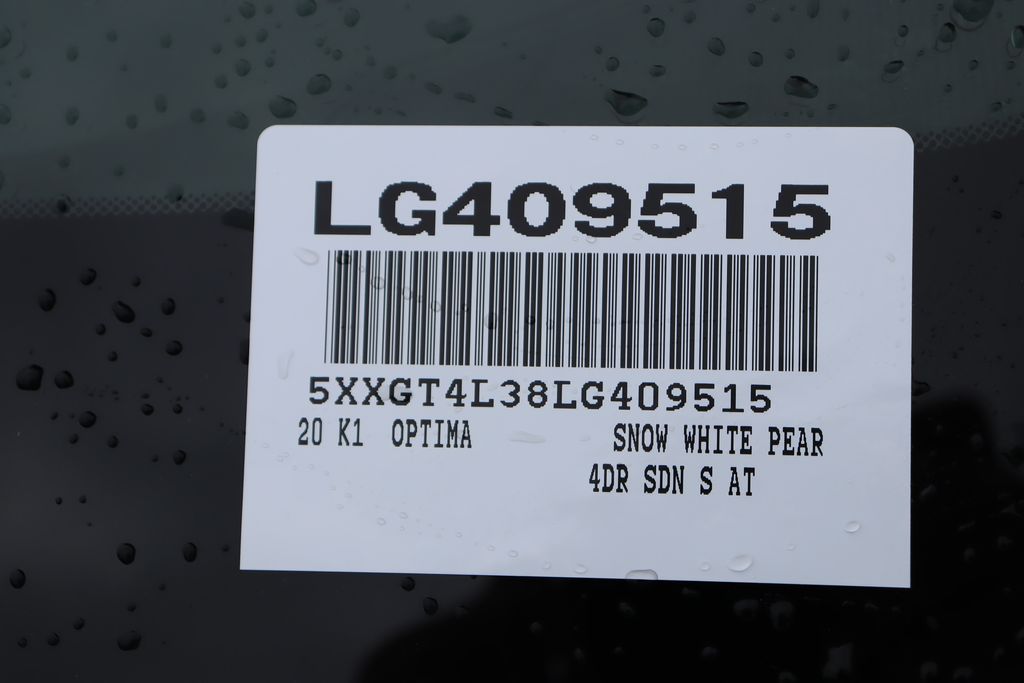 LG409515
5XXGT4L38LG409515
20 K1 OPTIMA SNOW WHITE PEAR
4DR SDN S AT